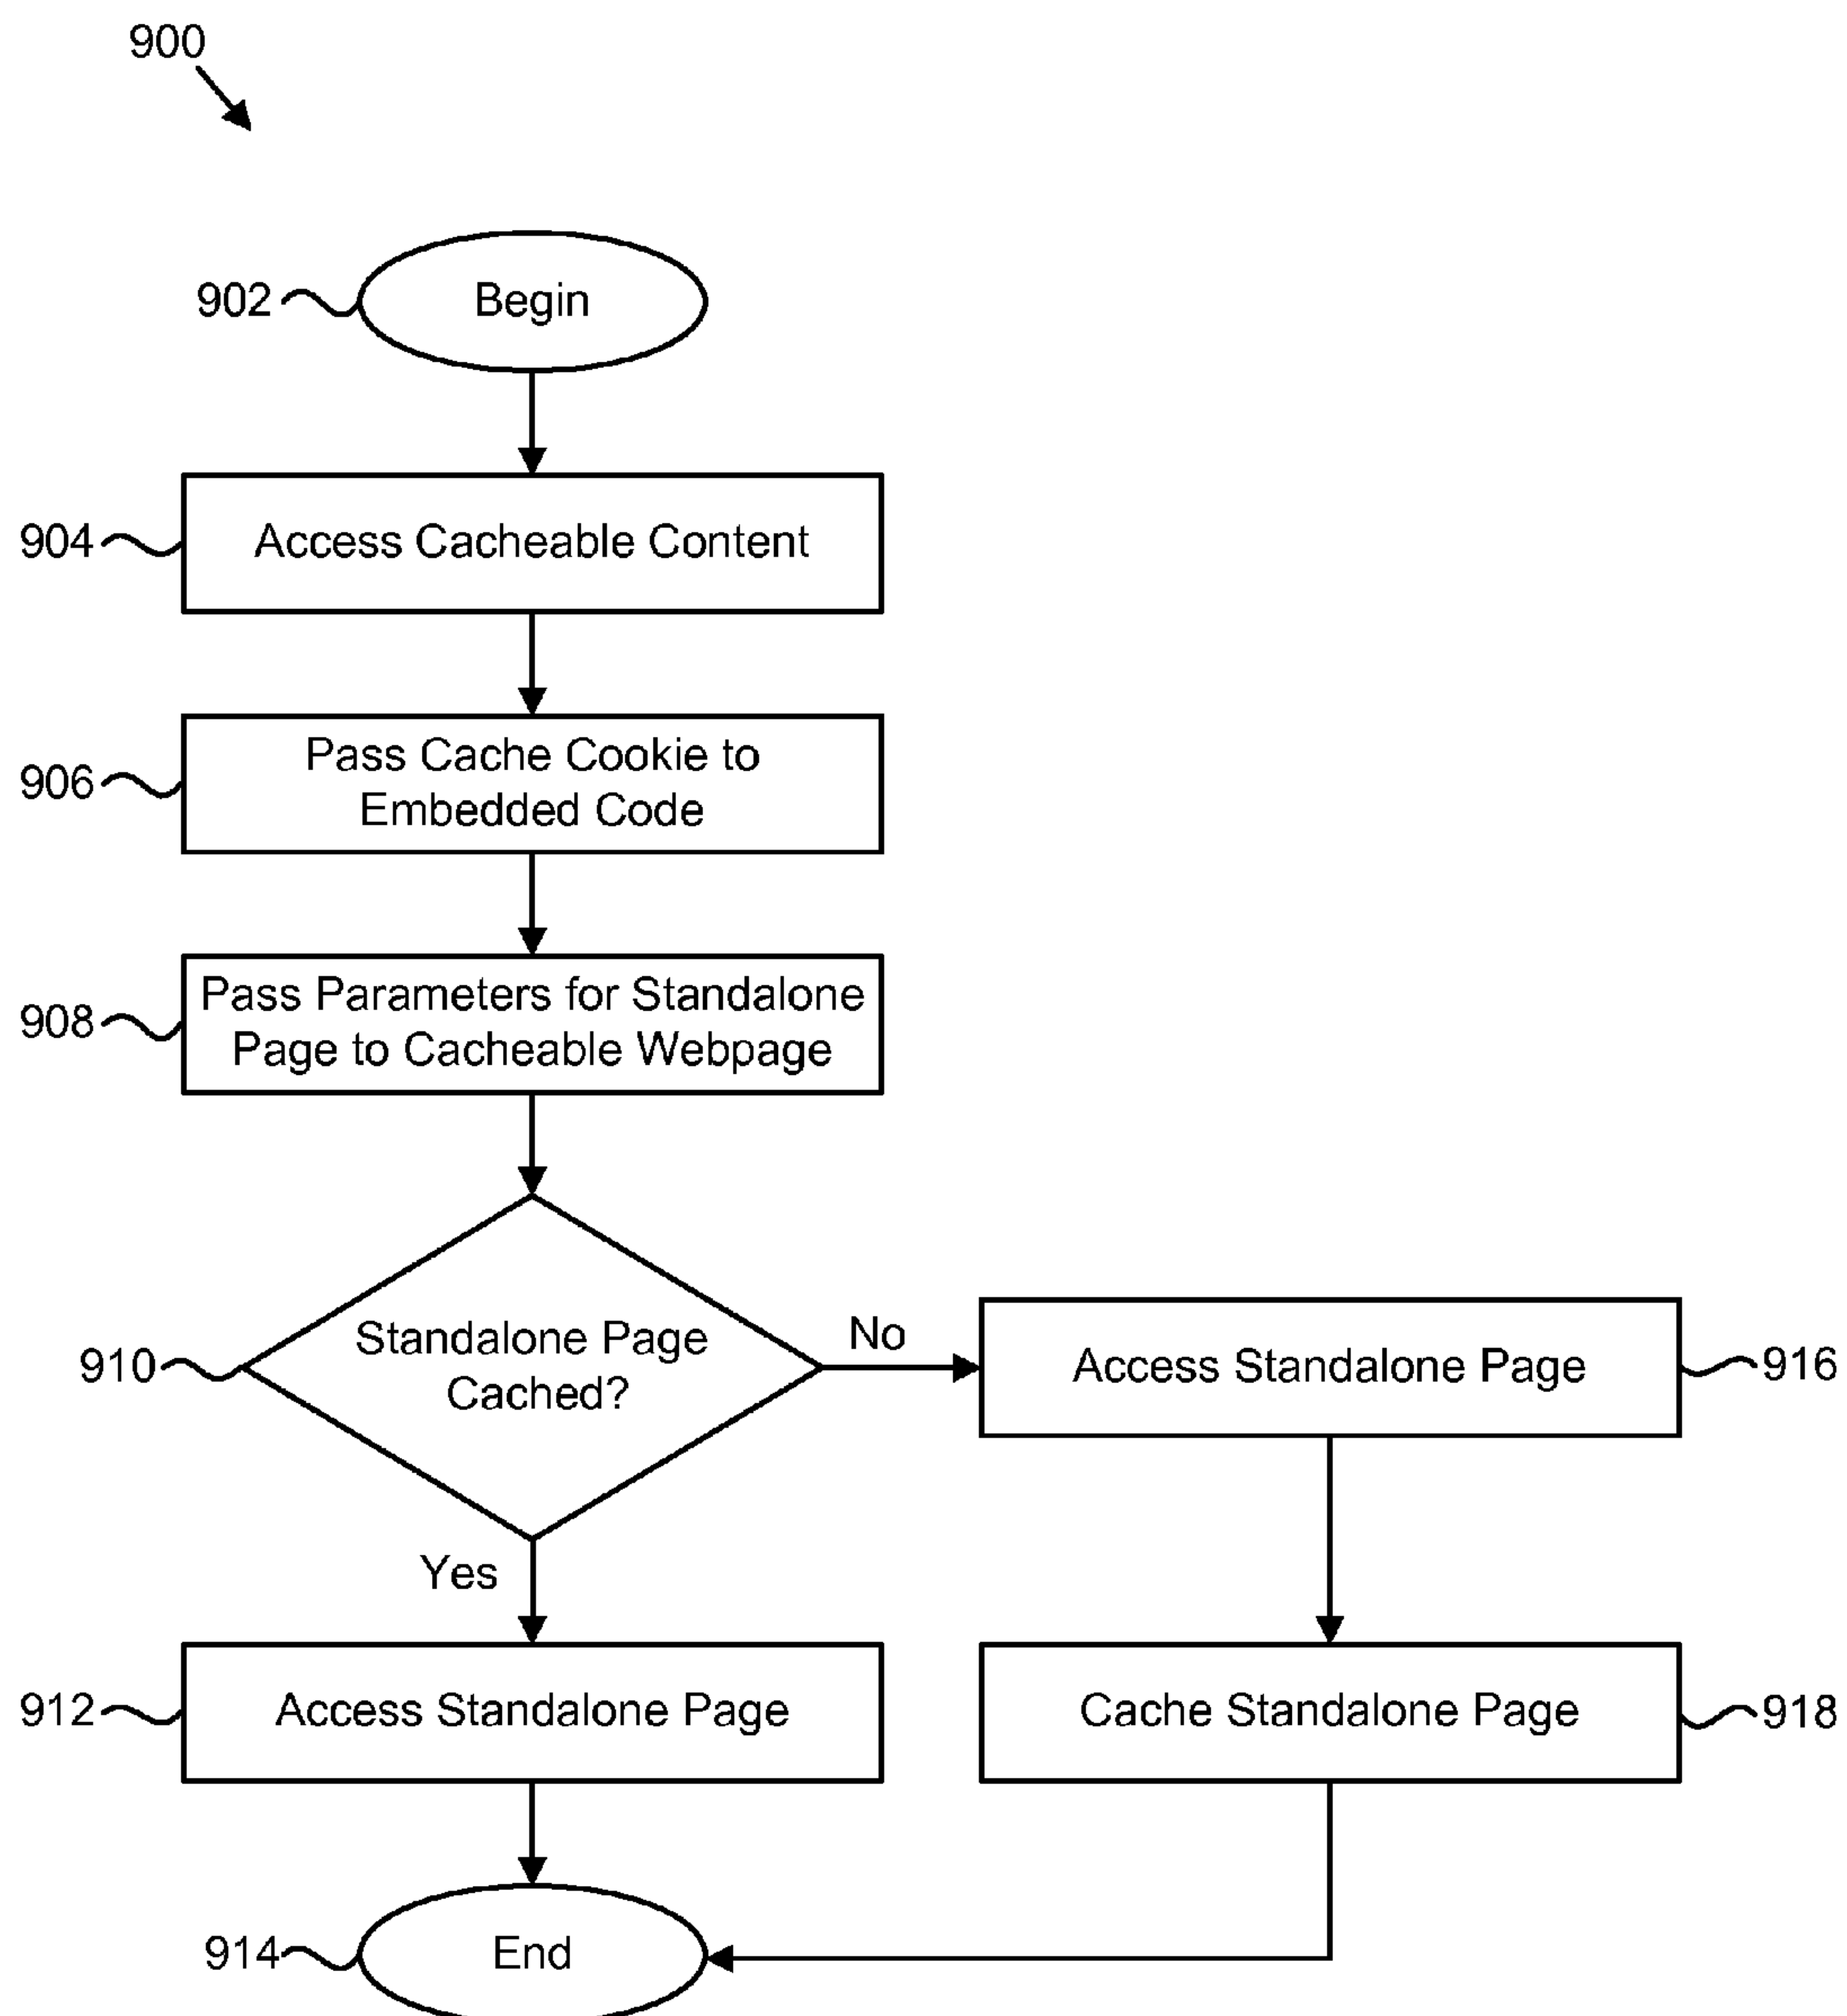 900
902
Begin
904
Access Cacheable Content
906
Pass Cache Cookie to
Embedded Code
908
Pass Parameters for Standalone
Page to Cacheable Webpage
910
Standalone Page
Cached?
No
Access Standalone Page
916
Yes
912
Access Standalone Page
Cache Standalone Page
918
914
End